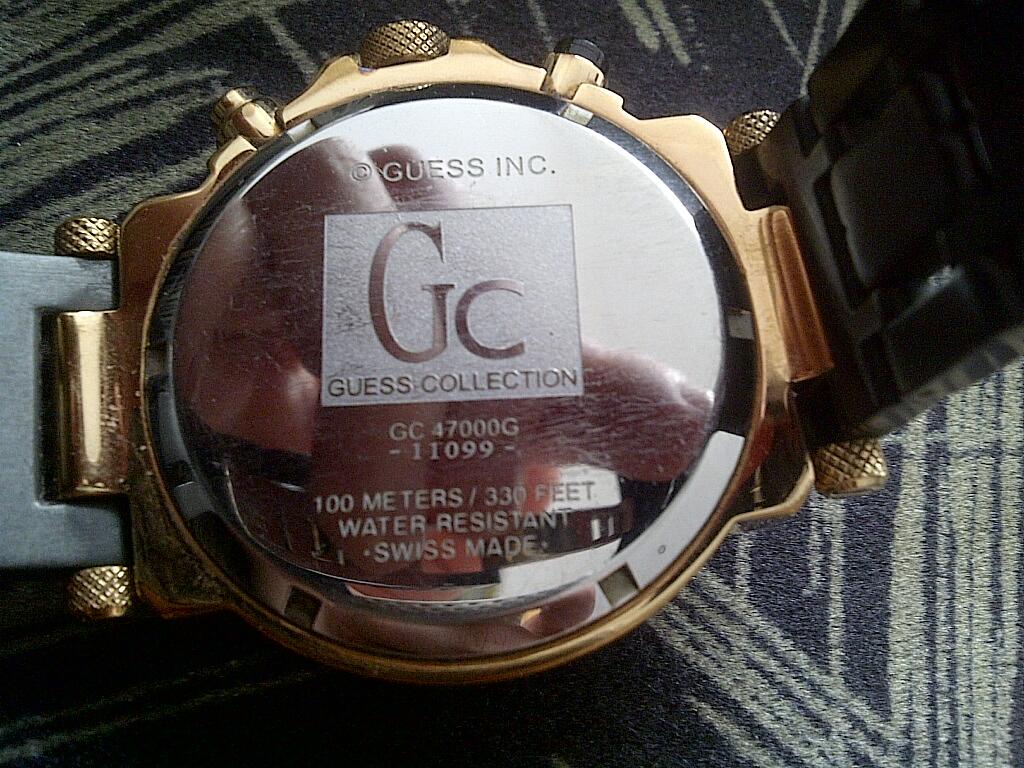 © GUESS INC.
Gc
GUESS COLLECTION
GC 47000G
- 11099 -
100 METERS / 330 FEET
WATER RESISTANT
·SWISS MADE·